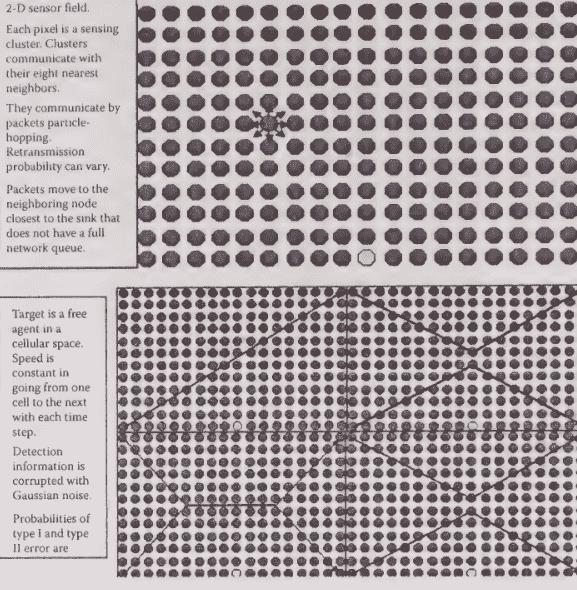 2-D sensor field.
Each pixel is a sensing
cluster. Clusters
communicate with
their eight nearest
neighbors.
They communicate by
packets particle-
hopping.
Retransmission
probability can vary.
Packets move to the
neighboring node
closest to the sink that
does not have a full
network queue.
Target is a free
agent in a
cellular space.
Speed is
constant in
going from one
cell to the next
with each time
step.
Detection
information is
corrupted with
Gaussian noise.
Probabilities of
type I and type
II error are